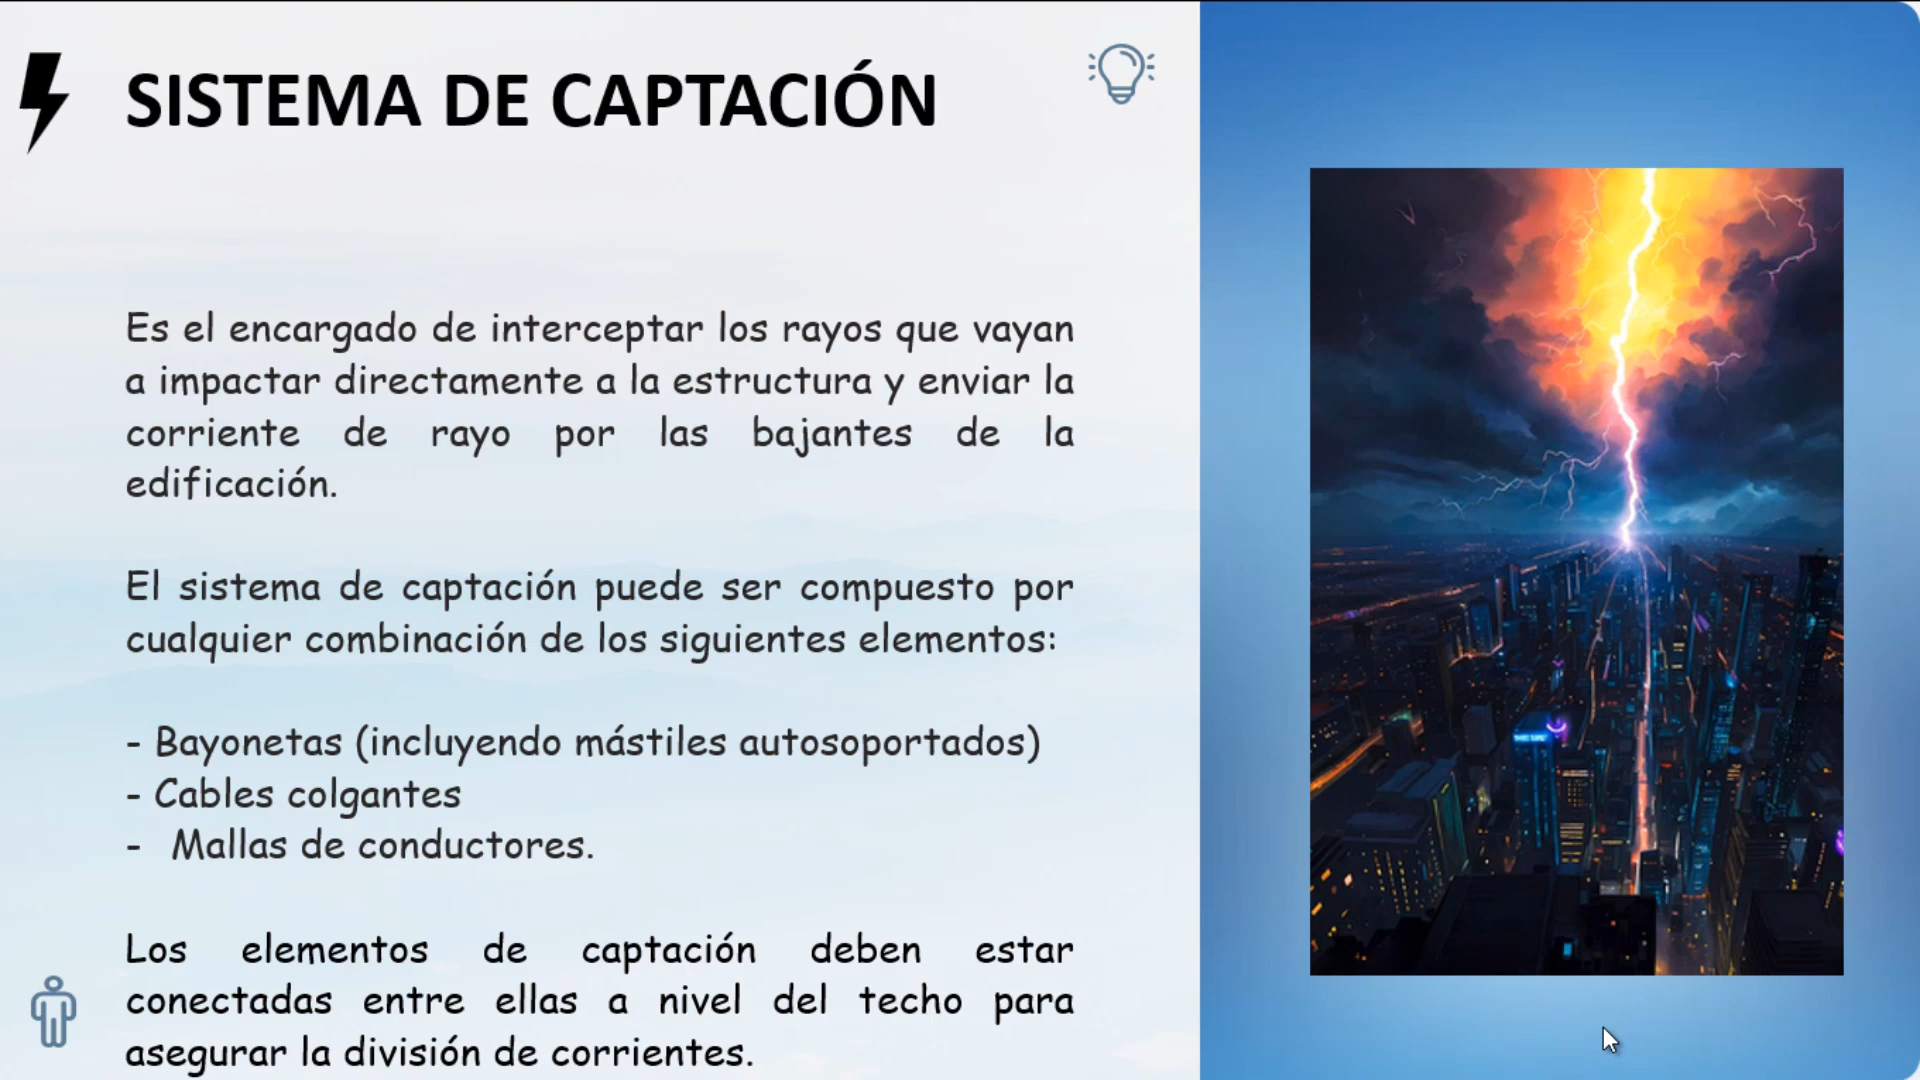 SISTEMA DE CAPTACIÓN
Es el encargado de interceptar los rayos que vayan
a impactar directamente a la estructura y enviar la
corriente de rayo por las bajantes de la
edificación.
El sistema de captación puede ser compuesto por
cualquier combinación de los siguientes elementos:
- Bayonetas (incluyendo mástiles autosoportados)
- Cables colgantes
- Mallas de conductores.
Los elementos de captación deben estar
conectadas entre ellas a nivel del techo para
asegurar la división de corrientes.